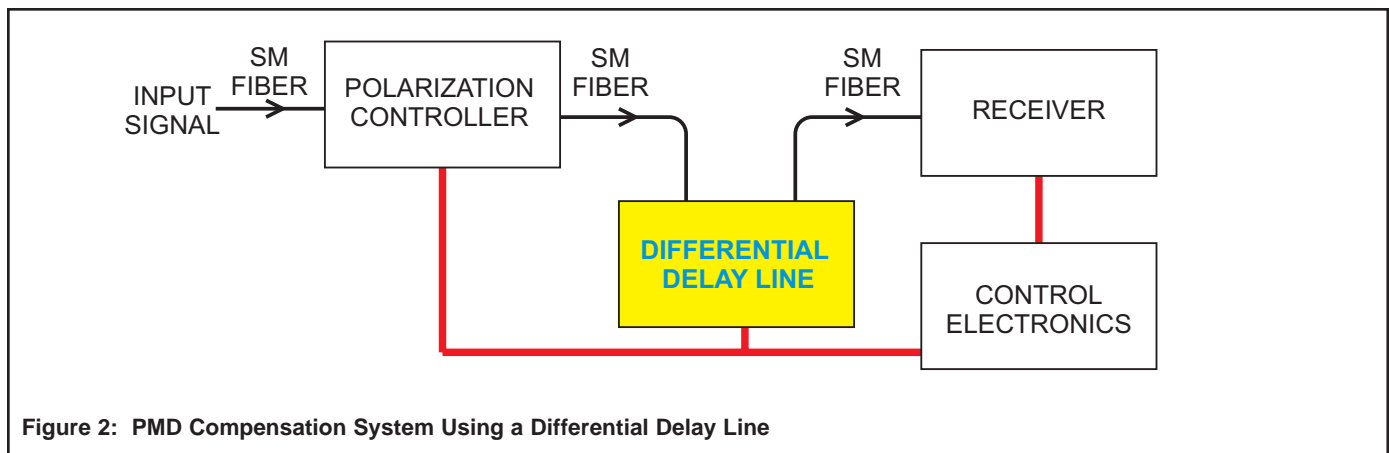 INPUT
SIGNAL
SM
FIBER
POLARIZATION
CONTROLLER
SM
FIBER
DIFFERENTIAL
DELAY LINE
SM
FIBER
RECEIVER
CONTROL
ELECTRONICS
Figure 2: PMD Compensation System Using a Differential Delay Line